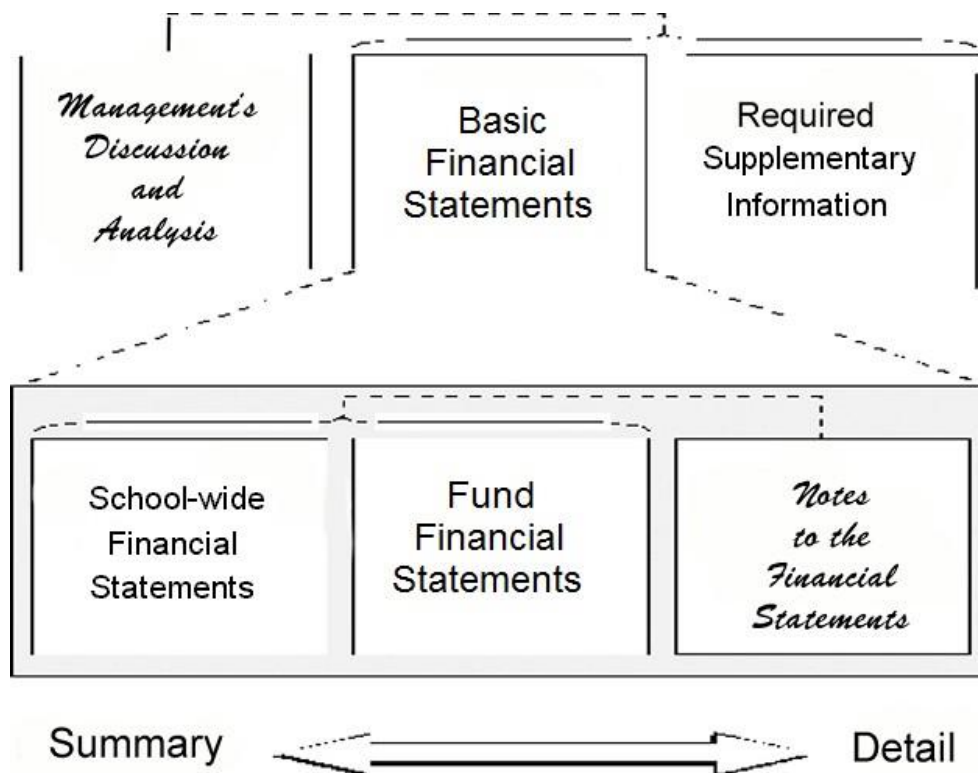 Management's
Discussion
and
Analysis
Basic
Financial
Statements
Required
Supplementary
Information
School-wide
Financial
Statements
Fund
Financial
Statements
Notes
to the
Financial
Statements
Summary
Detail